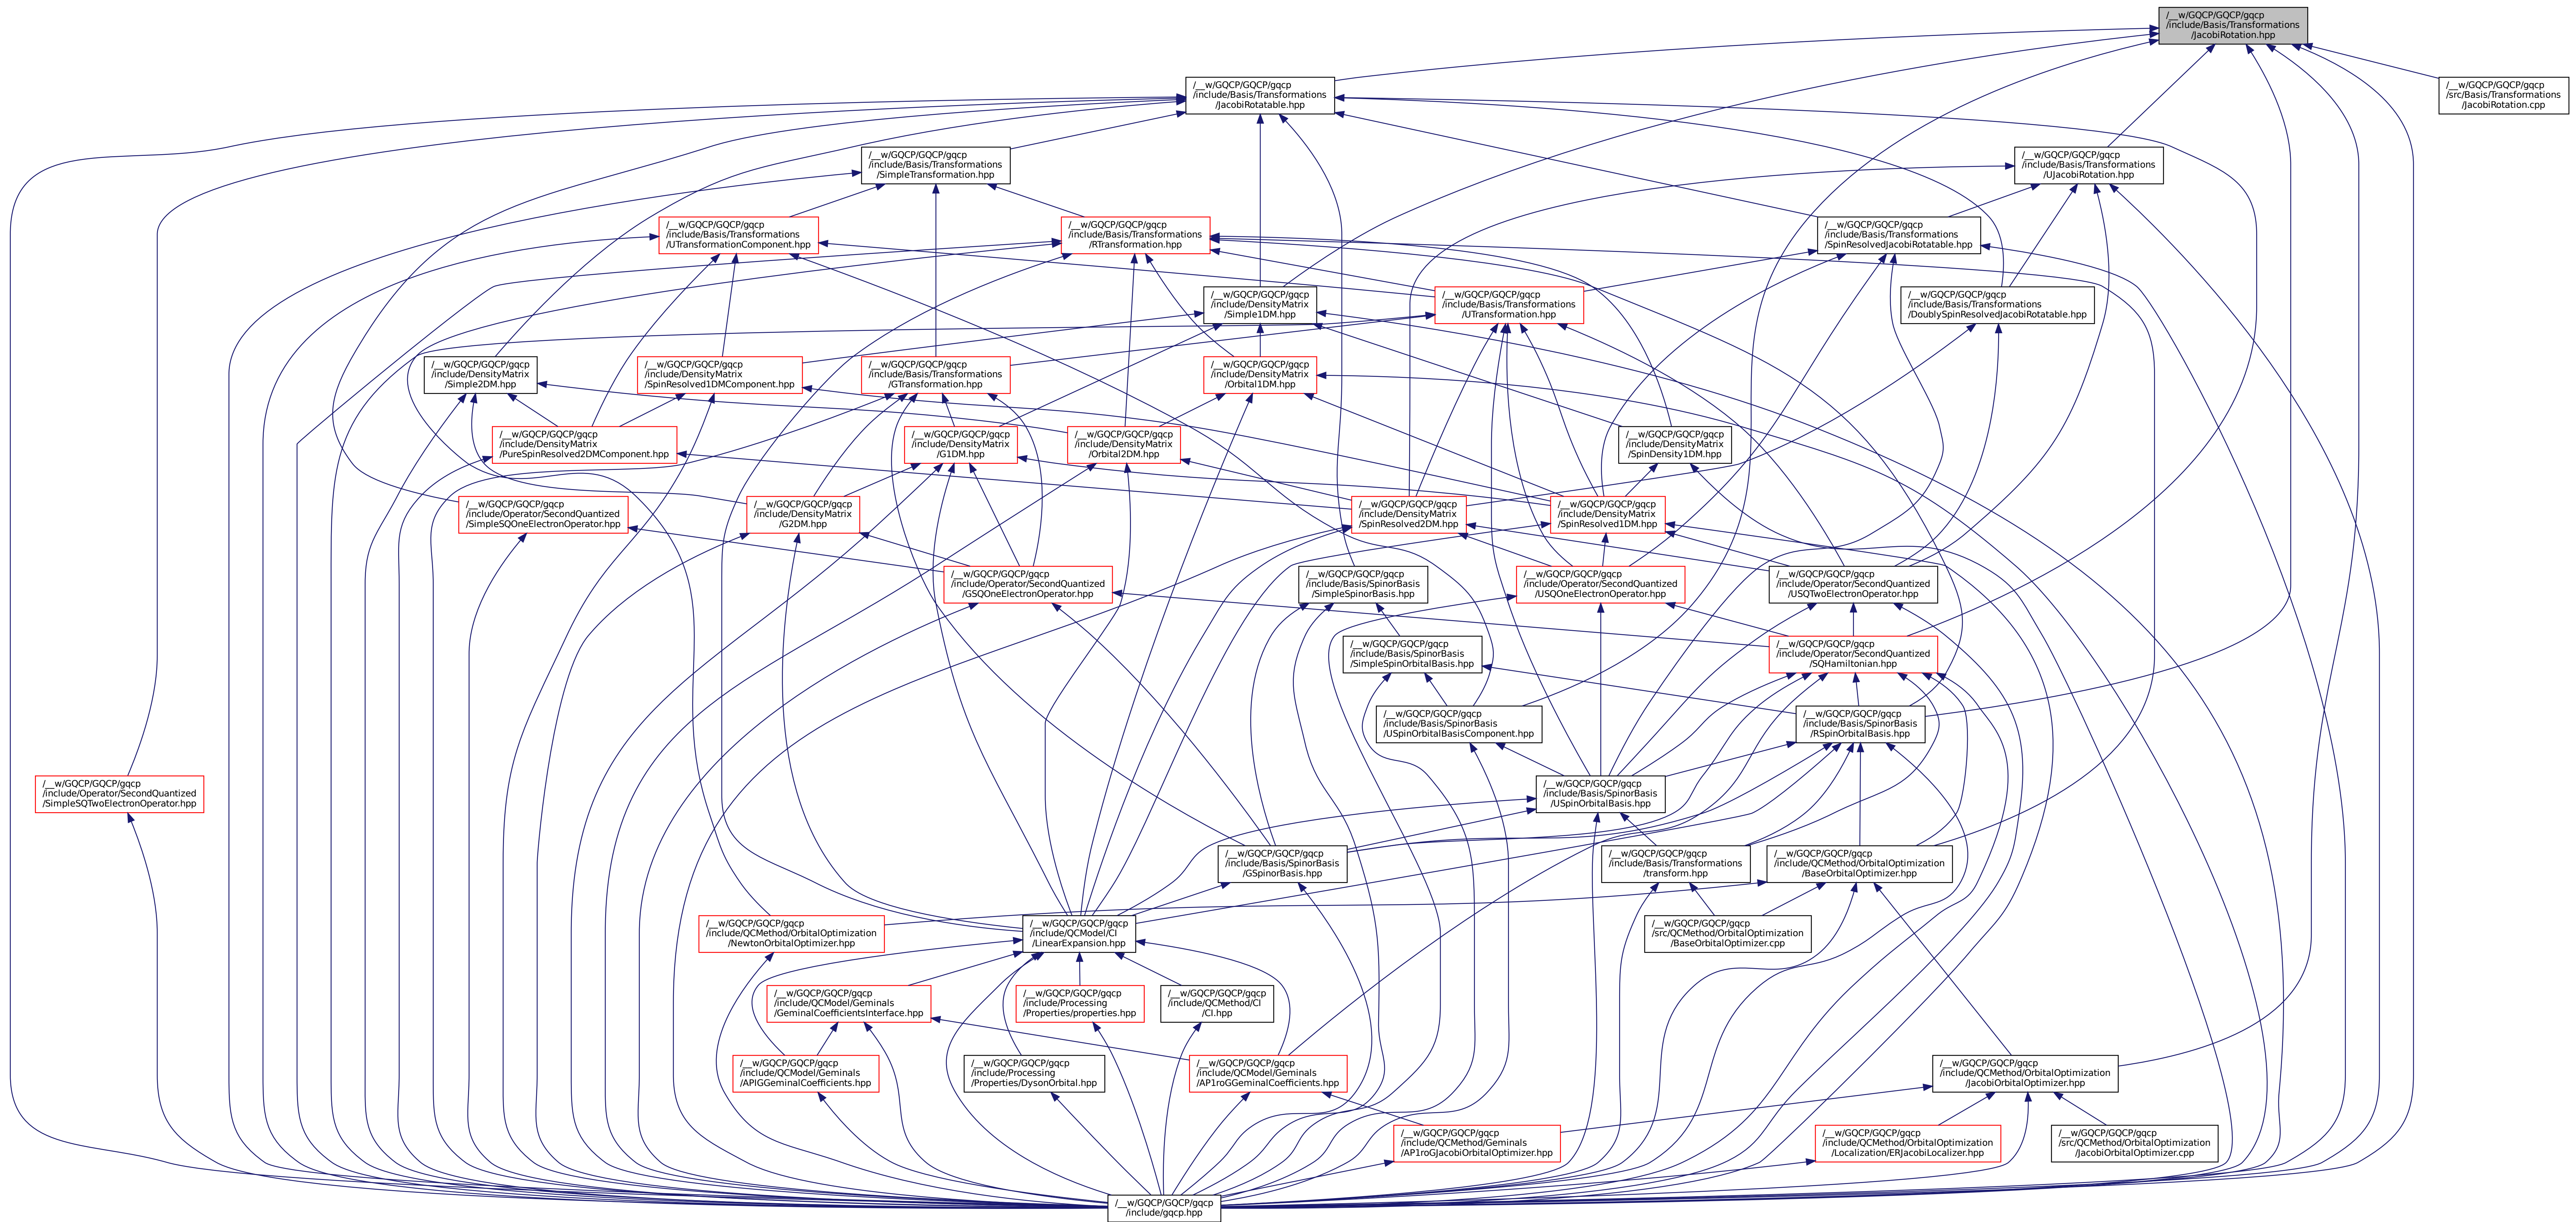 /__w/GQCP/GQCP/gqcp
/include/Basis/Transformations
/JacobiRotation.hpp
/__w/GQCP/GQCP/gqcp
/include/Basis/Transformations
/JacobiRotatable.hpp
/__w/GQCP/GQCP/gqcp
/src/Basis/Transformations
/JacobiRotation.cpp
/__w/GQCP/GQCP/gqcp
/include/Basis/Transformations
/SimpleTransformation.hpp
/__w/GQCP/GQCP/gqcp
/include/Basis/Transformations
/UJacobiRotation.hpp
/__w/GQCP/GQCP/gqcp
/include/Basis/Transformations
/UTransformationComponent.hpp
/__w/GQCP/GQCP/gqcp
/include/Basis/Transformations
/RTransformation.hpp
/__w/GQCP/GQCP/gqcp
/include/Basis/Transformations
/SpinResolvedJacobiRotatable.hpp
/__w/GQCP/GQCP/gqcp
/include/DensityMatrix
/Simple1DM.hpp
/__w/GQCP/GQCP/gqcp
/include/Basis/Transformations
/UTransformation.hpp
/__w/GQCP/GQCP/gqcp
/include/Basis/Transformations
/DoublySpinResolvedJacobiRotatable.hpp
/__w/GQCP/GQCP/gqcp
/include/DensityMatrix
/Simple2DM.hpp
/__w/GQCP/GQCP/gqcp
/include/DensityMatrix
/SpinResolved1DMComponent.hpp
/__w/GQCP/GQCP/gqcp
/include/Basis/Transformations
/GTransformation.hpp
/__w/GQCP/GQCP/gqcp
/include/DensityMatrix
/Orbital1DM.hpp
/__w/GQCP/GQCP/gqcp
/include/DensityMatrix
/PureSpinResolved2DMComponent.hpp
/__w/GQCP/GQCP/gqcp
/include/DensityMatrix
/G1DM.hpp
/__w/GQCP/GQCP/gqcp
/include/DensityMatrix
/Orbital2DM.hpp
/__w/GQCP/GQCP/gqcp
/include/DensityMatrix
/SpinDensity1DM.hpp
/__w/GQCP/GQCP/gqcp
/include/Operator/SecondQuantized
/SimpleSQOneElectronOperator.hpp
/__w/GQCP/GQCP/gqcp
/include/DensityMatrix
/G2DM.hpp
/__w/GQCP/GQCP/gqcp
/include/DensityMatrix
/SpinResolved2DM.hpp
/__w/GQCP/GQCP/gqcp
/include/DensityMatrix
/SpinResolved1DM.hpp
/__w/GQCP/GQCP/gqcp
/include/Operator/SecondQuantized
/GSQOneElectronOperator.hpp
/__w/GQCP/GQCP/gqcp
/include/Basis/SpinorBasis
/SimpleSpinorBasis.hpp
/__w/GQCP/GQCP/gqcp
/include/Operator/SecondQuantized
/USQOneElectronOperator.hpp
/__w/GQCP/GQCP/gqcp
/include/Operator/SecondQuantized
/USQTwoElectronOperator.hpp
/__w/GQCP/GQCP/gqcp
/include/Basis/SpinorBasis
/SimpleSpinOrbitalBasis.hpp
/__w/GQCP/GQCP/gqcp
/include/Operator/SecondQuantized
/SQHamiltonian.hpp
/__w/GQCP/GQCP/gqcp
/include/Basis/SpinorBasis
/USpinOrbitalBasisComponent.hpp
/__w/GQCP/GQCP/gqcp
/include/Basis/SpinorBasis
/RSpinOrbitalBasis.hpp
/__w/GQCP/GQCP/gqcp
/include/Operator/SecondQuantized
/SimpleSQTwoElectronOperator.hpp
/__w/GQCP/GQCP/gqcp
/include/Basis/SpinorBasis
/USpinOrbitalBasis.hpp
/__w/GQCP/GQCP/gqcp
/include/Basis/SpinorBasis
/GSpinorBasis.hpp
/__w/GQCP/GQCP/gqcp
/include/Basis/Transformations
/transform.hpp
/__w/GQCP/GQCP/gqcp
/include/QCMethod/OrbitalOptimization
/BaseOrbitalOptimizer.hpp
/__w/GQCP/GQCP/gqcp
/include/QCMethod/OrbitalOptimization
/NewtonOrbitalOptimizer.hpp
/__w/GQCP/GQCP/gqcp
/include/QCModel/CI
/LinearExpansion.hpp
/__w/GQCP/GQCP/gqcp
/src/QCMethod/OrbitalOptimization
/BaseOrbitalOptimizer.cpp
/__w/GQCP/GQCP/gqcp
/include/QCModel/Geminals
/GeminalCoefficientsInterface.hpp
/__w/GQCP/GQCP/gqcp
/include/Processing
/Properties/properties.hpp
/__w/GQCP/GQCP/gqcp
/include/QCMethod/CI
/CI.hpp
/__w/GQCP/GQCP/gqcp
/include/QCModel/Geminals
/APIGGeminalCoefficients.hpp
/__w/GQCP/GQCP/gqcp
/include/Processing
/Properties/DysonOrbital.hpp
/__w/GQCP/GQCP/gqcp
/include/QCModel/Geminals
/AP1roGGeminalCoefficients.hpp
/__w/GQCP/GQCP/gqcp
/include/QCMethod/OrbitalOptimization
/JacobiOrbitalOptimizer.hpp
/__w/GQCP/GQCP/gqcp
/include/QCMethod/Geminals
/AP1roGJacobiOrbitalOptimizer.hpp
/__w/GQCP/GQCP/gqcp
/include/QCMethod/OrbitalOptimization
/Localization/ERJacobiLocalizer.hpp
/__w/GQCP/GQCP/gqcp
/src/QCMethod/OrbitalOptimization
/JacobiOrbitalOptimizer.cpp
/__w/GQCP/GQCP/gqcp
/include/gqcp.hpp